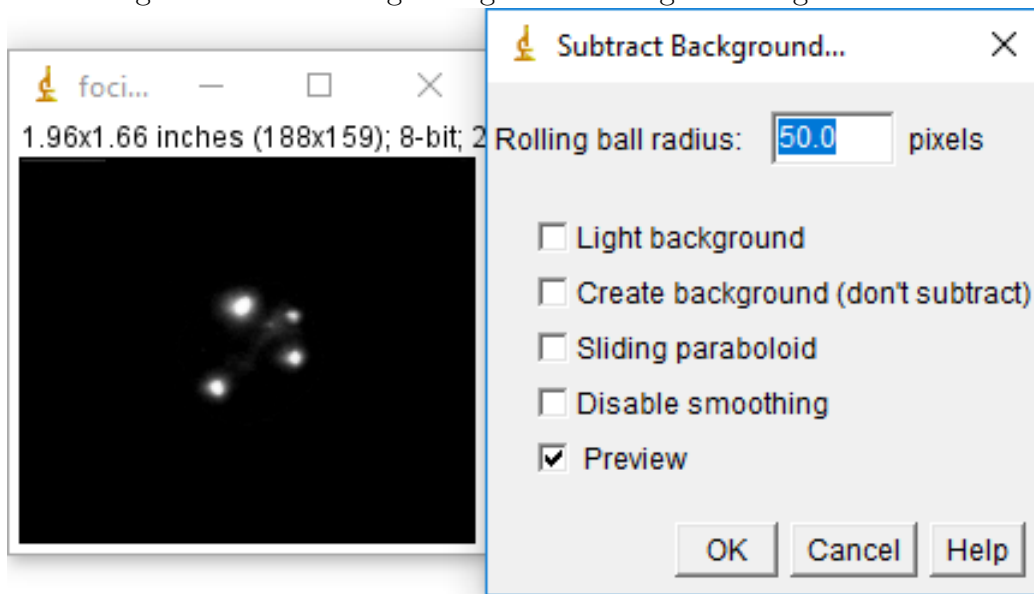 foci...
1.96x1.66 inches (188x159); 8-bit; 2
Subtract Background...
Rolling ball radius: 50.0 pixels
Light background
Create background (don't subtract)
Sliding paraboloid
Disable smoothing
Preview
OK Cancel Help